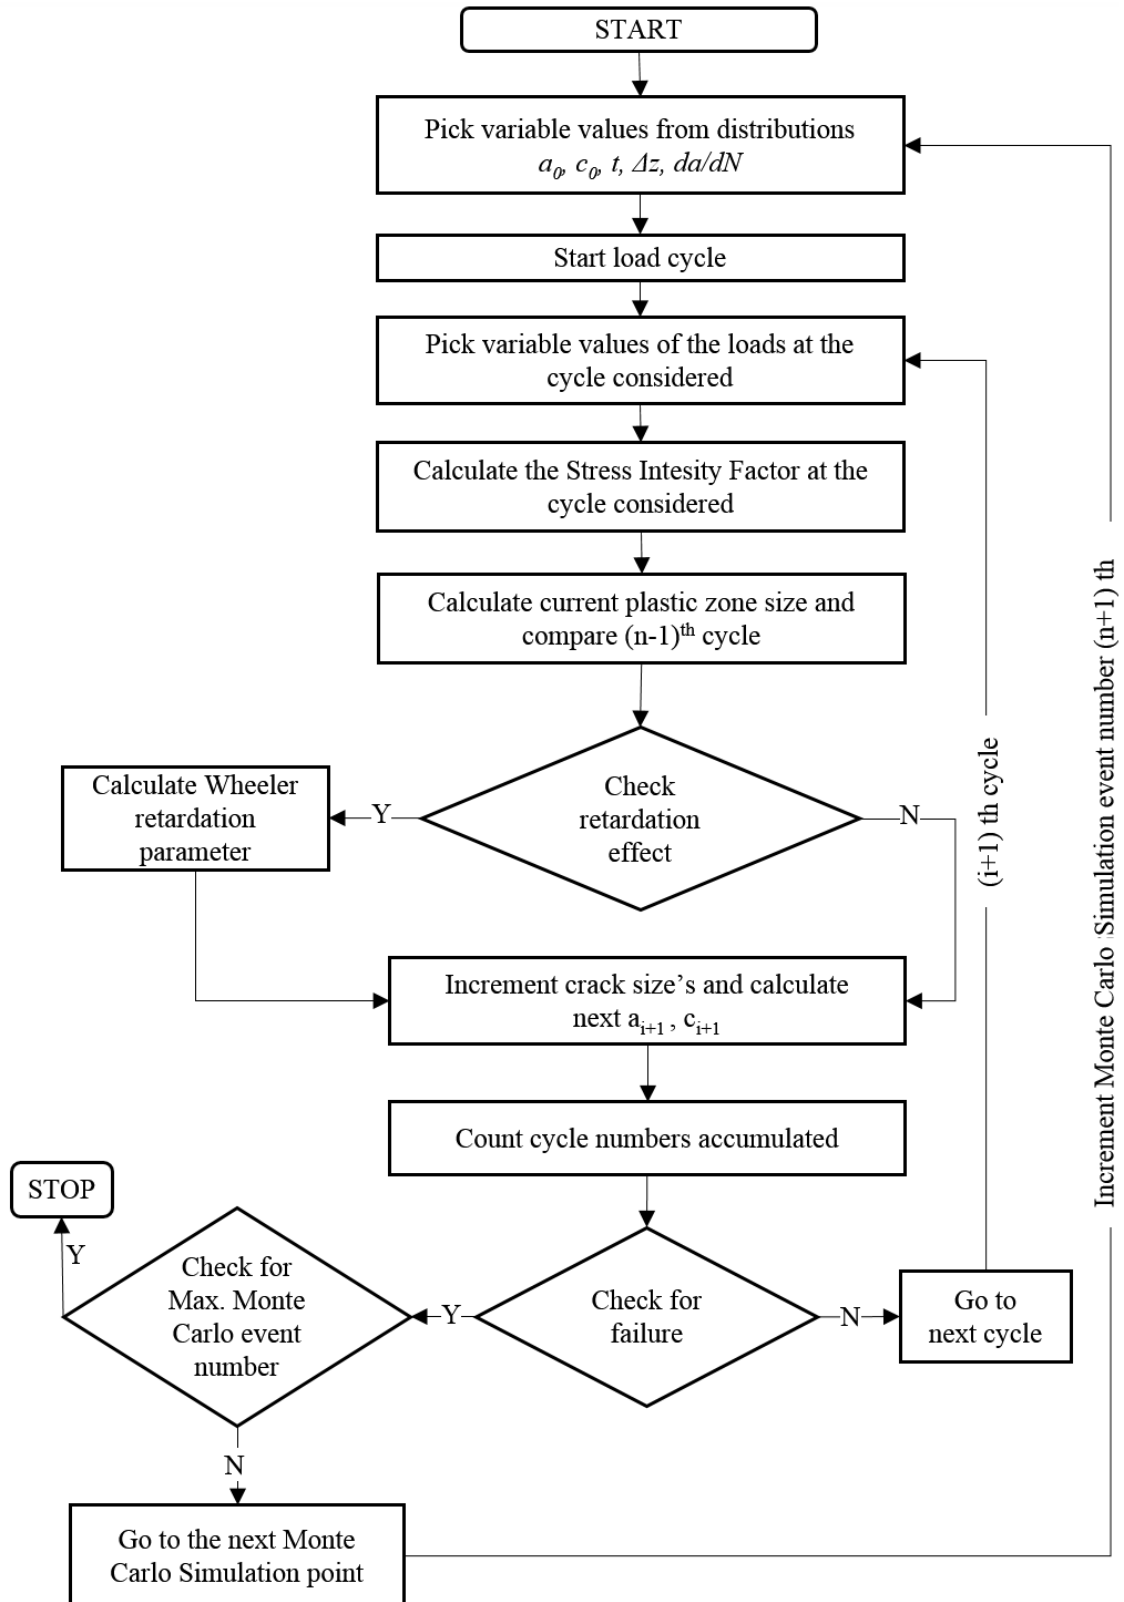 START
Pick variable values from distributions
a₀, c₀, t, Δz, da/dN
Start load cycle
Pick variable values of the loads at the
cycle considered
Calculate the Stress Intesity Factor at the
cycle considered
Calculate current plastic zone size and
compare (n-1)ᵗʰ cycle
Check
retardation
effect
Y
N
Calculate Wheeler
retardation
parameter
(i+1) th cycle
Increment Monte Carlo Simulation event number (n+1) th
Increment crack size’s and calculate
next aᵢ₊₁ , cᵢ₊₁
Count cycle numbers accumulated
Check for
failure
Y
N
Go to
next cycle
Check for
Max. Monte
Carlo event
number
Y
STOP
N
Go to the next Monte
Carlo Simulation point